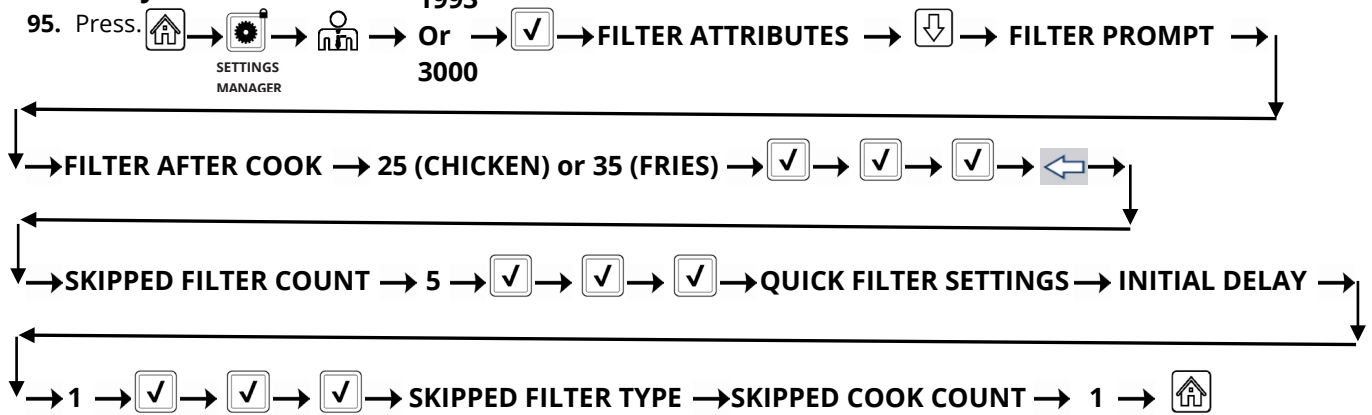 1993
95. Press. Or FILTER ATTRIBUTES FILTER PROMPT
SETTINGS
MANAGER
3000
FILTER AFTER COOK 25 (CHICKEN) or 35 (FRIES)
SKIPPED FILTER COUNT 5 QUICK FILTER SETTINGS INITIAL DELAY
1 SKIPPED FILTER TYPE SKIPPED COOK COUNT 1